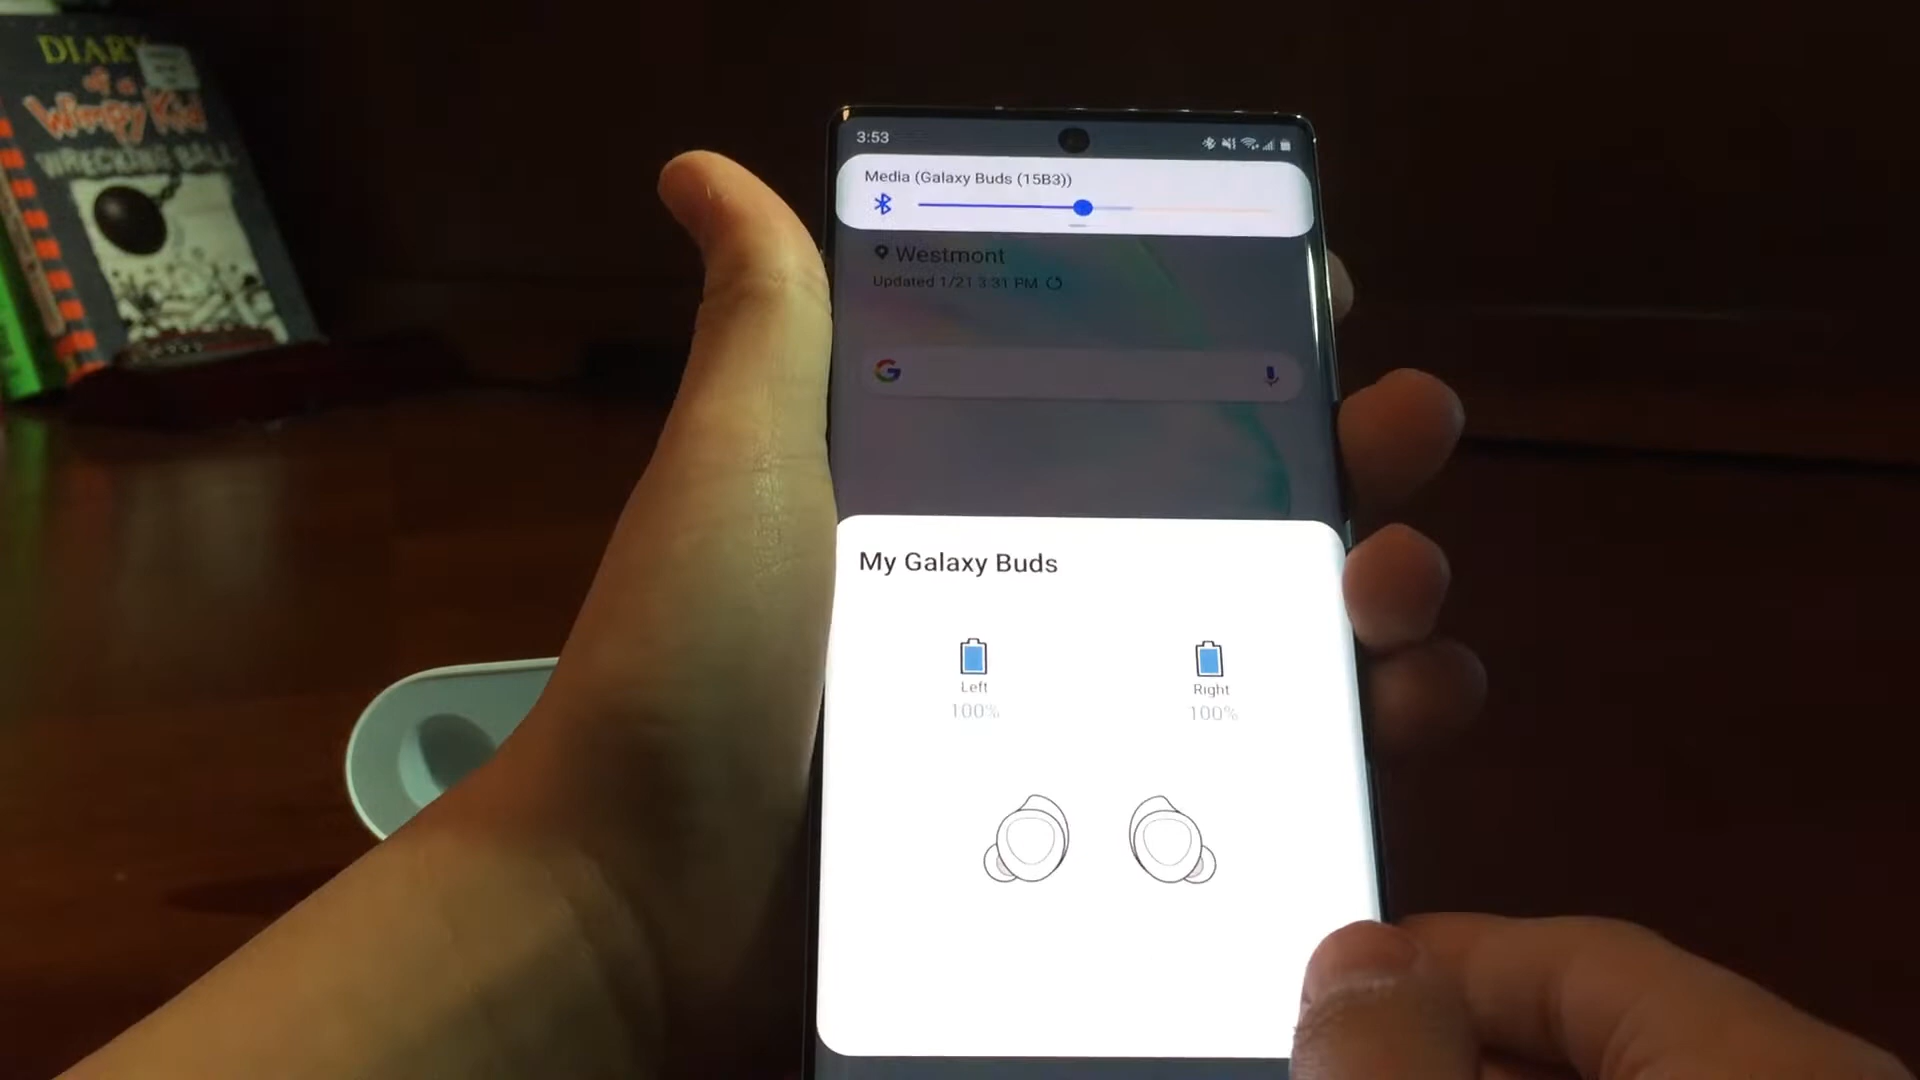 DIARY
of a
Wimpy Kid
WRECKING BALL
3:53
Media (Galaxy Buds (15B3))
Westmont
Updated 1/21 3:31 PM
My Galaxy Buds
Left
Right
100%
100%